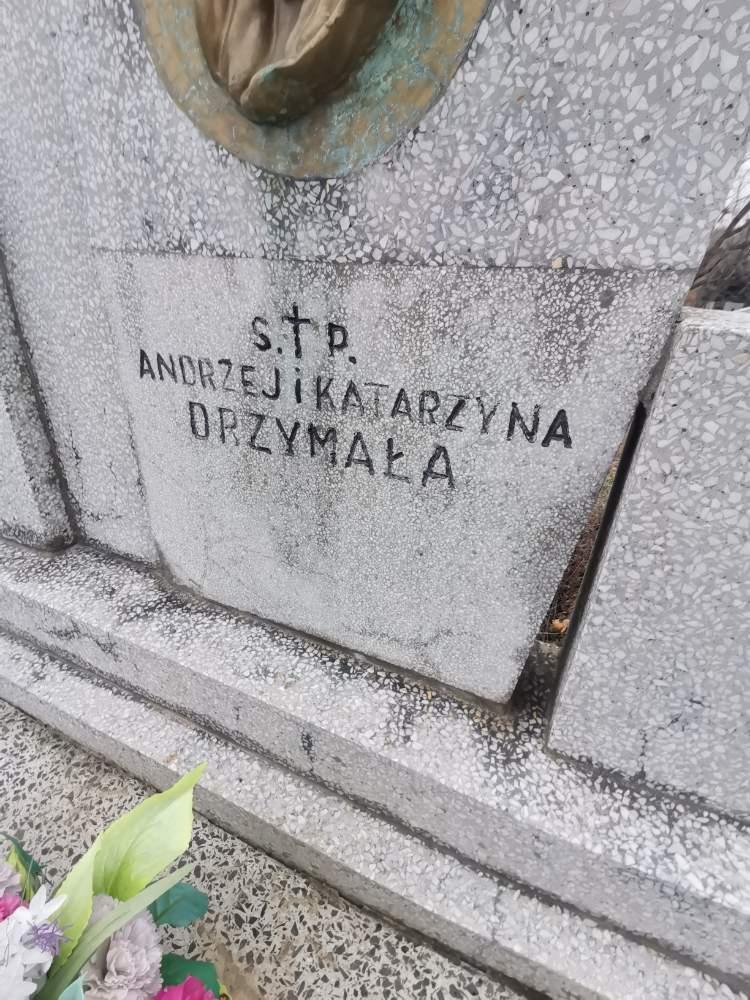 S.†P.
ANDRZEJ i KATARZYNA
DRZYMAŁA